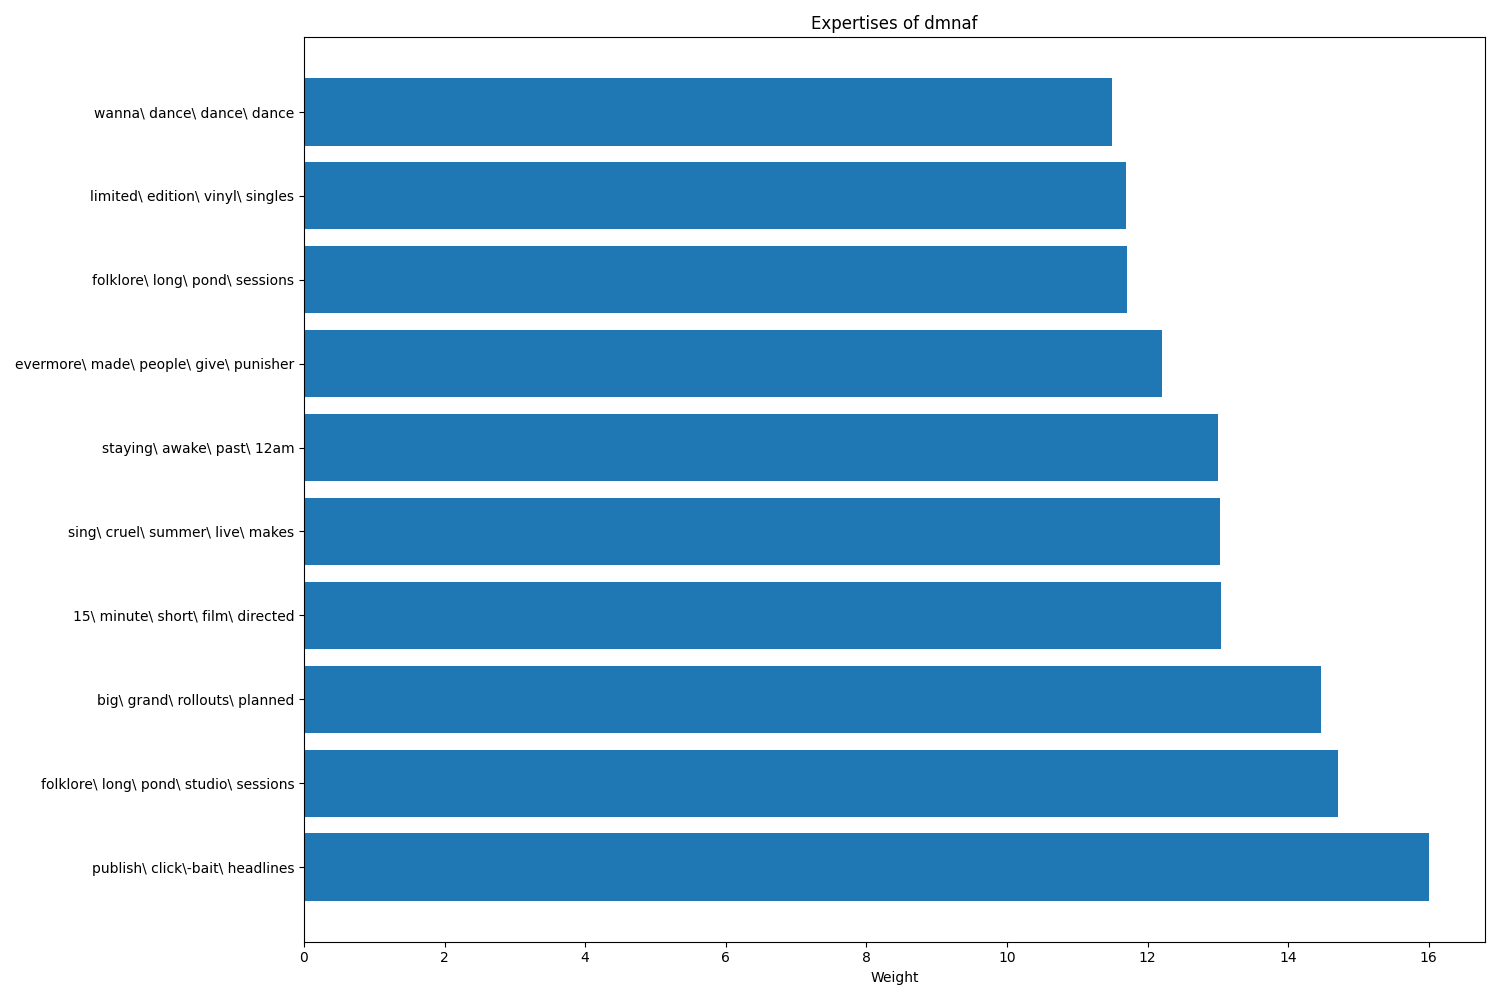 Expertises of dmnaf
wanna\ dance\ dance\ dance
limited\ edition\ vinyl\ singles
folklore\ long\ pond\ sessions
evermore\ made\ people\ give\ punisher
staying\ awake\ past\ 12am
sing\ cruel\ summer\ live\ makes
15\ minute\ short\ film\ directed
big\ grand\ rollouts\ planned
folklore\ long\ pond\ studio\ sessions
publish\ click\-bait\ headlines
0 2 4 6 8 10 12 14 16
Weight